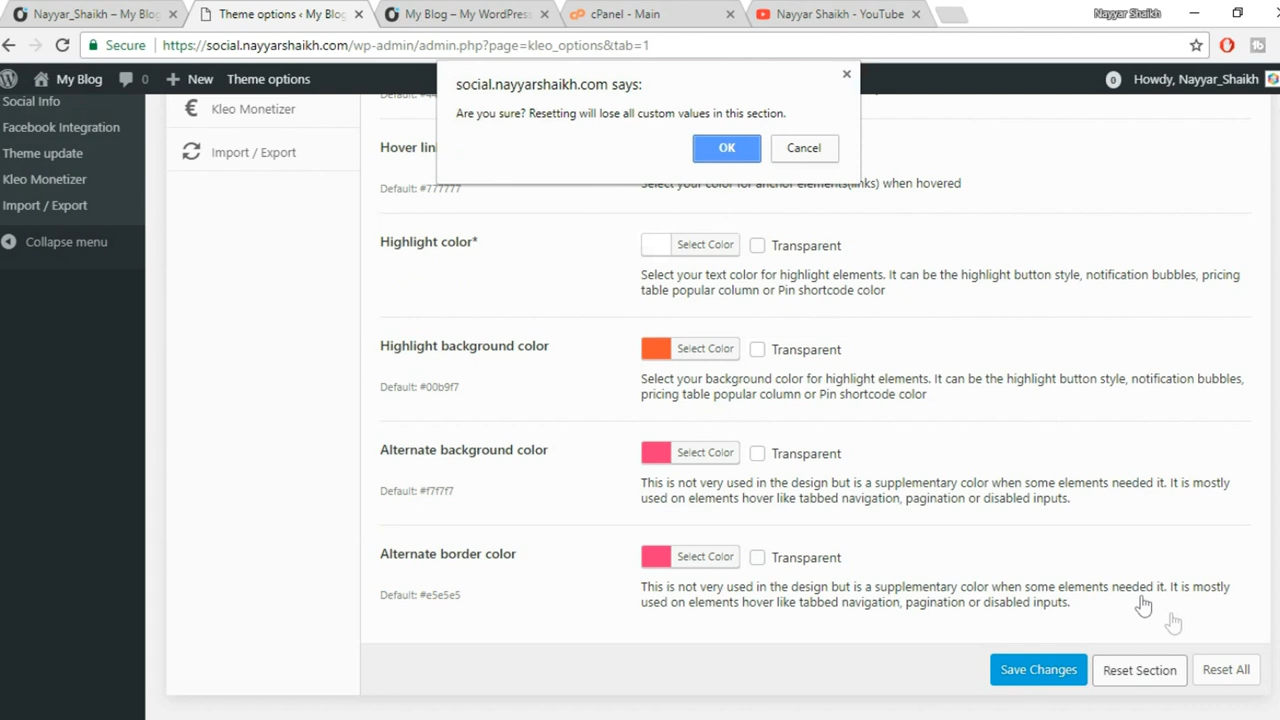 Nayyar_Shaikh – My Blog
Theme options ‹ My Blog
My Blog – My WordPress
cPanel - Main
Nayyar Shaikh - YouTube
Nayyar Shaikh
Secure
https://social.nayyarshaikh.com/wp-admin/admin.php?page=kleo_options&tab=1
My Blog
0
New
Theme options
0
Howdy, Nayyar_Shaikh
social.nayyarshaikh.com says:
Are you sure? Resetting will lose all custom values in this section.
OK
Cancel
Social Info
Facebook Integration
Theme update
Kleo Monetizer
Import / Export
Collapse menu
Kleo Monetizer
Import / Export
Hover lin
Default: #777777
Select your color for anchor elements(links) when hovered
Highlight color*
Select Color
Transparent
Select your text color for highlight elements. It can be the highlight button style, notification bubbles, pricing
table popular column or Pin shortcode color
Highlight background color
Default: #00b9f7
Select Color
Transparent
Select your background color for highlight elements. It can be the highlight button style, notification bubbles,
pricing table popular column or Pin shortcode color
Alternate background color
Default: #f7f7f7
Select Color
Transparent
This is not very used in the design but is a supplementary color when some elements needed it. It is mostly
used on elements hover like tabbed navigation, pagination or disabled inputs.
Alternate border color
Default: #e5e5e5
Select Color
Transparent
This is not very used in the design but is a supplementary color when some elements needed it. It is mostly
used on elements hover like tabbed navigation, pagination or disabled inputs.
Save Changes
Reset Section
Reset All